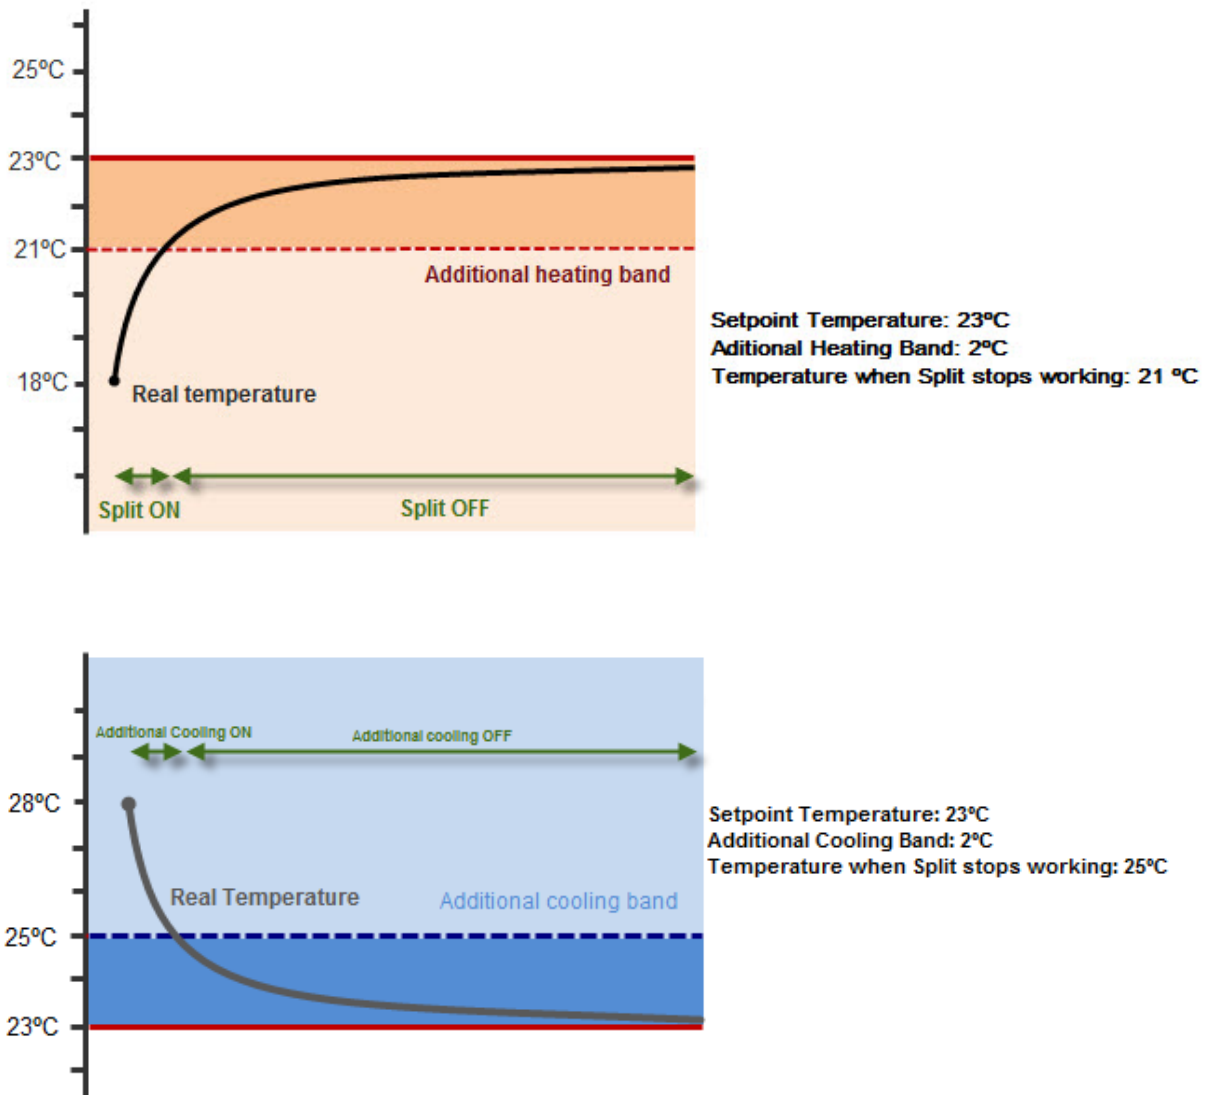 25ºC
23ºC
21ºC
Additional heating band
Setpoint Temperature: 23ºC
Aditional Heating Band: 2ºC
Temperature when Split stops working: 21 ºC
18ºC
Real temperature
Split ON
Split OFF
Additional Cooling ON
Additional cooling OFF
28ºC
Setpoint Temperature: 23ºC
Additional Cooling Band: 2ºC
Temperature when Split stops working: 25ºC
Real Temperature
Additional cooling band
25ºC
23ºC